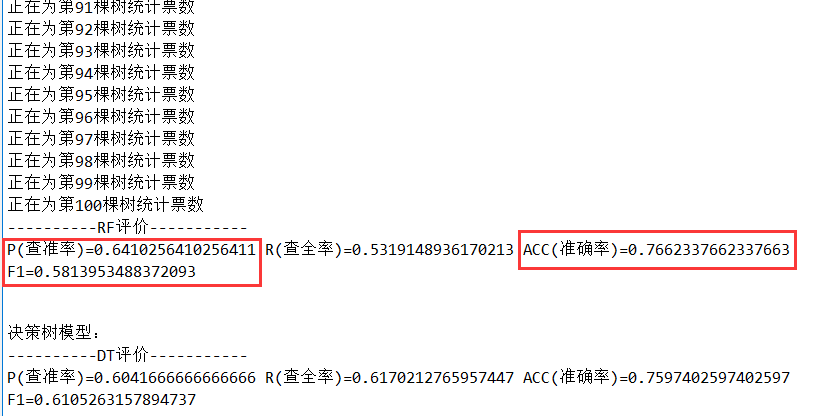 正在为第91棵树统计票数
正在为第92棵树统计票数
正在为第93棵树统计票数
正在为第94棵树统计票数
正在为第95棵树统计票数
正在为第96棵树统计票数
正在为第97棵树统计票数
正在为第98棵树统计票数
正在为第99棵树统计票数
正在为第100棵树统计票数
----------RF评价-----------
P(查准率)=0.6410256410256411 R(查全率)=0.5319148936170213 ACC(准确率)=0.7662337662337663
F1=0.5813953488372093
决策树模型:
----------DT评价-----------
P(查准率)=0.6041666666666666 R(查全率)=0.6170212765957447 ACC(准确率)=0.7597402597402597
F1=0.6105263157894737